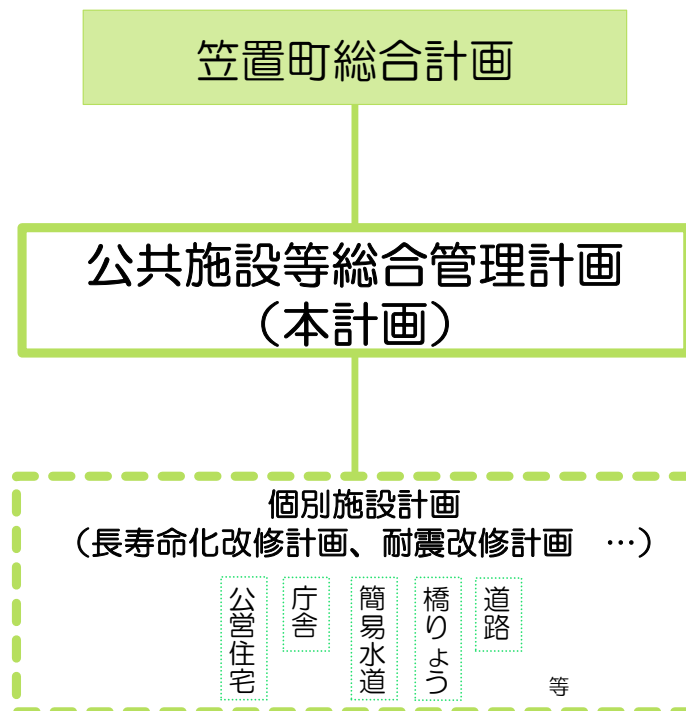 笠置町総合計画
公共施設等総合管理計画
（本計画）
個別施設計画
（長寿命化改修計画、耐震改修計画　…）
公営住宅
庁舎
簡易水道
橋りょう
道路
等